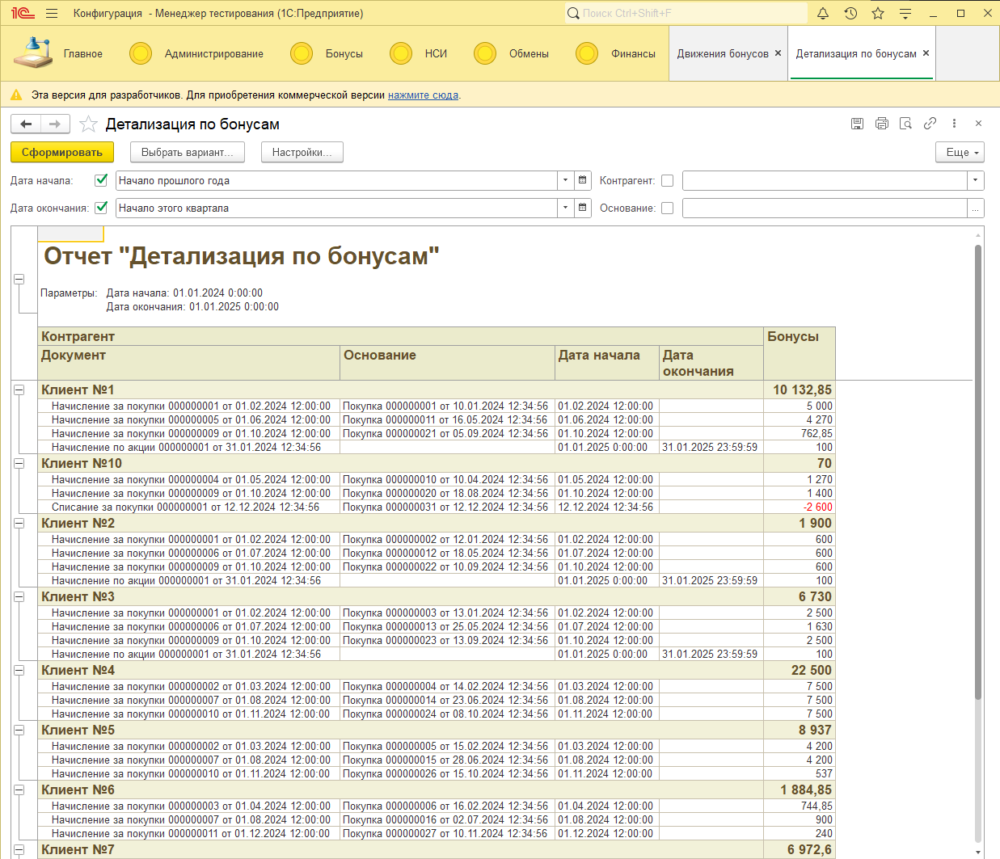 1С Конфигурация - Менеджер тестирования (1С:Предприятие) Поиск Ctrl+Shift+F
Главное Администрирование Бонусы НСИ Обмены Финансы Движения бонусов × Детализация по бонусам ×
Эта версия для разработчиков. Для приобретения коммерческой версии нажмите сюда.
Детализация по бонусам
Сформировать Выбрать вариант... Настройки... Еще
Дата начала: Начало прошлого года Контрагент:
Дата окончания: Начало этого квартала Основание: ...
Отчет "Детализация по бонусам"
Параметры: Дата начала: 01.01.2024 0:00:00
Дата окончания: 01.01.2025 0:00:00
Контрагент Бонусы
Документ Основание Дата начала Дата
окончания
Клиент №1 10 132,85
Начисление за покупки 000000001 от 01.02.2024 12:00:00 Покупка 000000001 от 10.01.2024 12:34:56 01.02.2024 12:00:00 5 000
Начисление за покупки 000000005 от 01.06.2024 12:00:00 Покупка 000000011 от 16.05.2024 12:34:56 01.06.2024 12:00:00 4 270
Начисление за покупки 000000009 от 01.10.2024 12:00:00 Покупка 000000021 от 05.09.2024 12:34:56 01.10.2024 12:00:00 762,85
Начисление по акции 000000001 от 31.01.2024 12:34:56 01.01.2025 0:00:00 31.01.2025 23:59:59 100
Клиент №10 70
Начисление за покупки 000000004 от 01.05.2024 12:00:00 Покупка 000000010 от 10.04.2024 12:34:56 01.05.2024 12:00:00 1 270
Начисление за покупки 000000009 от 01.10.2024 12:00:00 Покупка 000000020 от 18.08.2024 12:34:56 01.10.2024 12:00:00 1 400
Списание за покупки 000000001 от 12.12.2024 12:34:56 Покупка 000000031 от 12.12.2024 12:34:56 12.12.2024 12:34:56 -2 600
Клиент №2 1 900
Начисление за покупки 000000001 от 01.02.2024 12:00:00 Покупка 000000002 от 12.01.2024 12:34:56 01.02.2024 12:00:00 600
Начисление за покупки 000000006 от 01.07.2024 12:00:00 Покупка 000000012 от 18.05.2024 12:34:56 01.07.2024 12:00:00 600
Начисление за покупки 000000009 от 01.10.2024 12:00:00 Покупка 000000022 от 10.09.2024 12:34:56 01.10.2024 12:00:00 600
Начисление по акции 000000001 от 31.01.2024 12:34:56 01.01.2025 0:00:00 31.01.2025 23:59:59 100
Клиент №3 6 730
Начисление за покупки 000000001 от 01.02.2024 12:00:00 Покупка 000000003 от 13.01.2024 12:34:56 01.02.2024 12:00:00 2 500
Начисление за покупки 000000006 от 01.07.2024 12:00:00 Покупка 000000013 от 25.05.2024 12:34:56 01.07.2024 12:00:00 1 630
Начисление за покупки 000000009 от 01.10.2024 12:00:00 Покупка 000000023 от 13.09.2024 12:34:56 01.10.2024 12:00:00 2 500
Начисление по акции 000000001 от 31.01.2024 12:34:56 01.01.2025 0:00:00 31.01.2025 23:59:59 100
Клиент №4 22 500
Начисление за покупки 000000002 от 01.03.2024 12:00:00 Покупка 000000004 от 14.02.2024 12:34:56 01.03.2024 12:00:00 7 500
Начисление за покупки 000000007 от 01.08.2024 12:00:00 Покупка 000000014 от 23.06.2024 12:34:56 01.08.2024 12:00:00 7 500
Начисление за покупки 000000010 от 01.11.2024 12:00:00 Покупка 000000024 от 08.10.2024 12:34:56 01.11.2024 12:00:00 7 500
Клиент №5 8 937
Начисление за покупки 000000002 от 01.03.2024 12:00:00 Покупка 000000005 от 15.02.2024 12:34:56 01.03.2024 12:00:00 4 200
Начисление за покупки 000000007 от 01.08.2024 12:00:00 Покупка 000000015 от 28.06.2024 12:34:56 01.08.2024 12:00:00 4 200
Начисление за покупки 000000010 от 01.11.2024 12:00:00 Покупка 000000026 от 15.10.2024 12:34:56 01.11.2024 12:00:00 537
Клиент №6 1 884,85
Начисление за покупки 000000003 от 01.04.2024 12:00:00 Покупка 000000006 от 16.02.2024 12:34:56 01.04.2024 12:00:00 744,85
Начисление за покупки 000000007 от 01.08.2024 12:00:00 Покупка 000000016 от 02.07.2024 12:34:56 01.08.2024 12:00:00 900
Начисление за покупки 000000011 от 01.12.2024 12:00:00 Покупка 000000027 от 10.11.2024 12:34:56 01.12.2024 12:00:00 240
Клиент №7 6 972,6